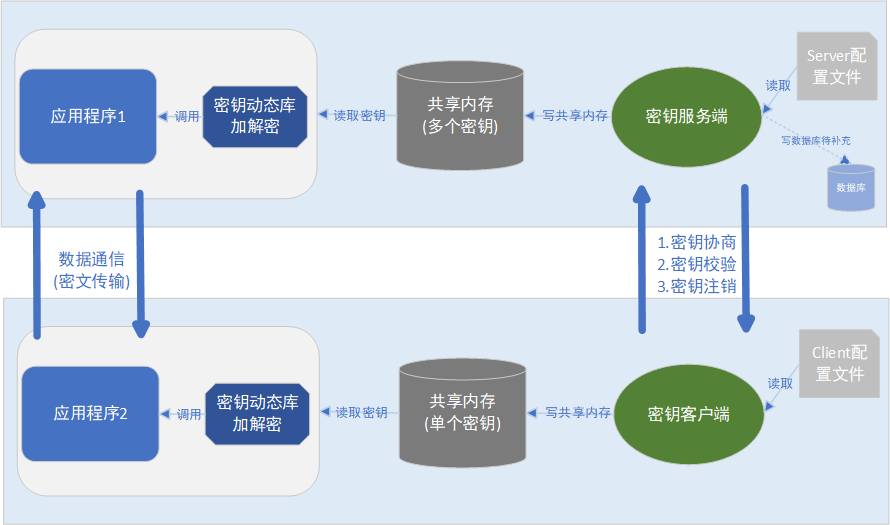 Server配
置文件
应用程序1
密钥动态库
加解密
调用
读取密钥
共享内存
(多个密钥)
写共享内存
密钥服务端
读取
写数据库待补充
数据库
数据通信
(密文传输)
1.密钥协商
2.密钥校验
3.密钥注销
Client配
置文件
应用程序2
密钥动态库
加解密
调用
读取密钥
共享内存
(单个密钥)
写共享内存
密钥客户端
读取